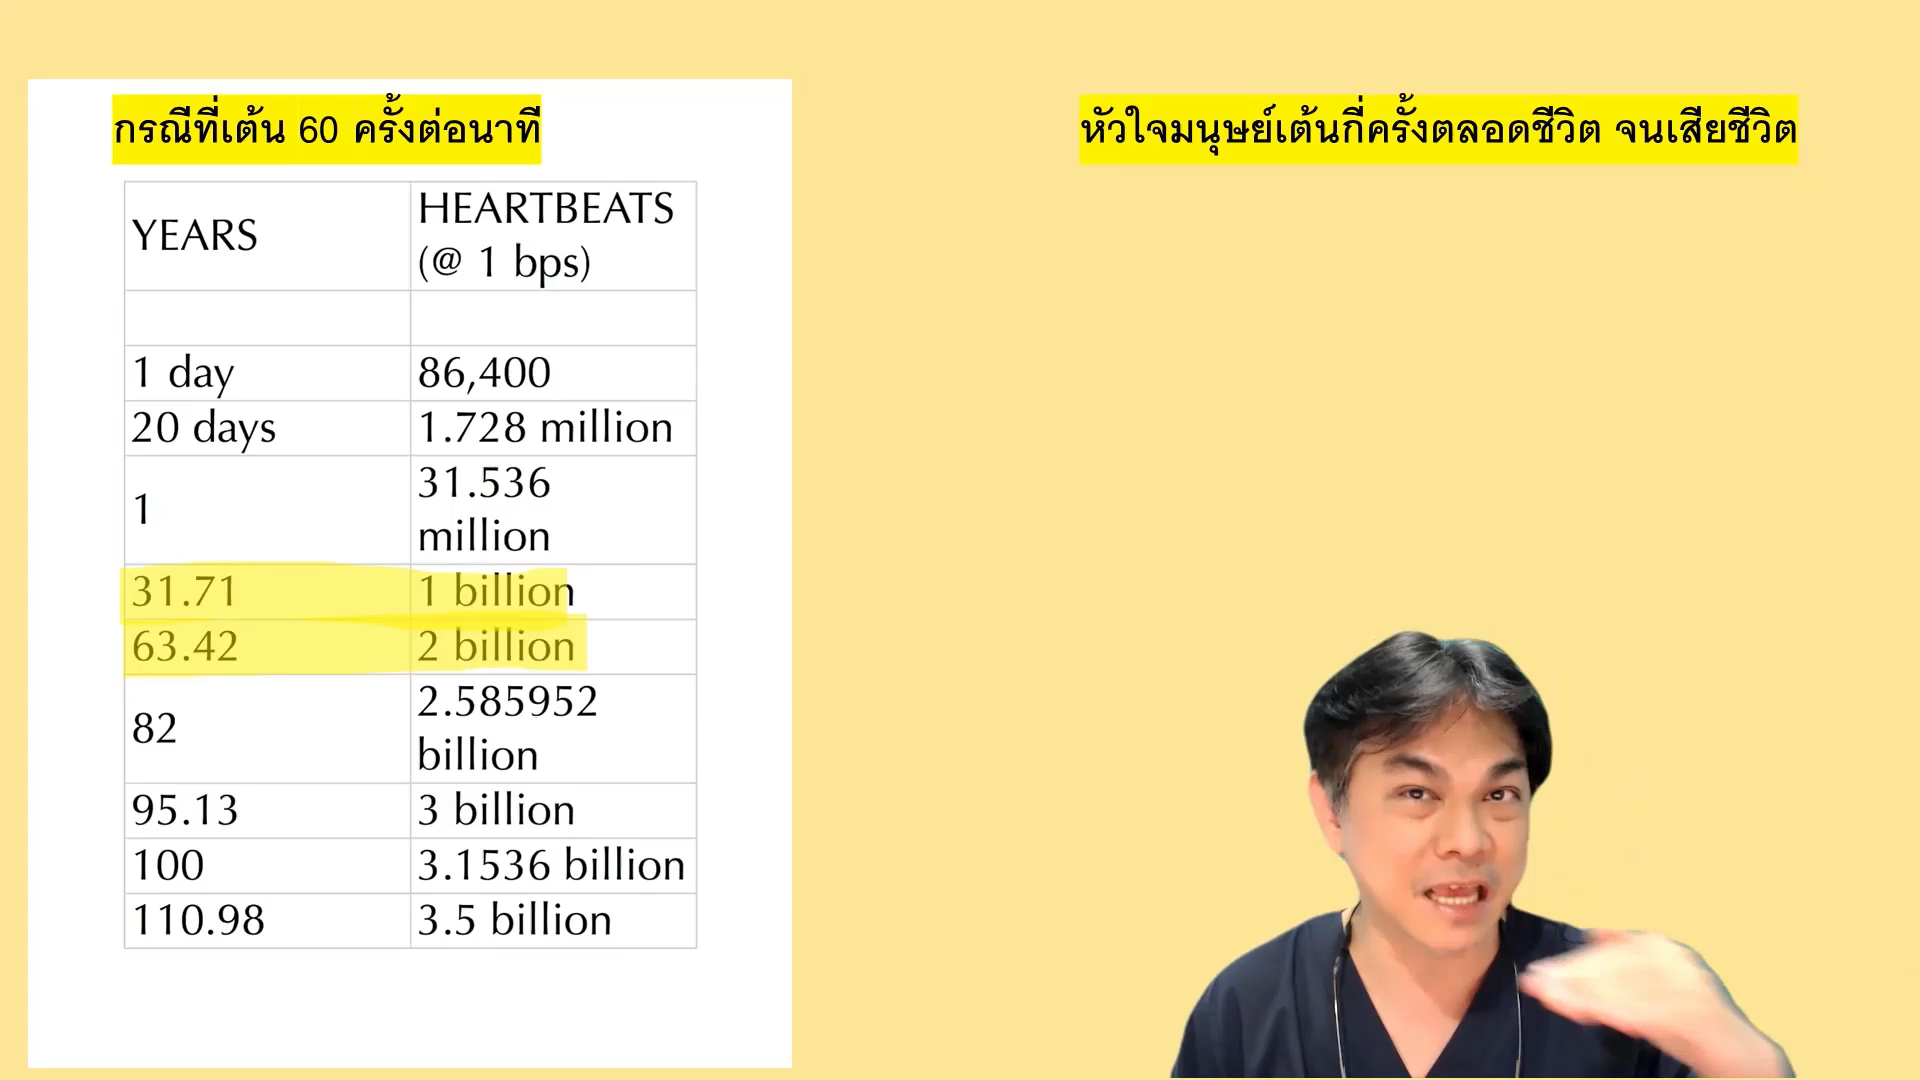 กรณีที่เต้น 60 ครั้งต่อนาที
หัวใจมนุษย์เต้นกี่ครั้งตลอดชีวิต จนเสียชีวิต
YEARS
HEARTBEATS
(@ 1 bps)
1 day
86,400
20 days
1.728 million
1
31.536
million
31.71
1 billion
63.42
2 billion
82
2.585952
billion
95.13
3 billion
100
3.1536 billion
110.98
3.5 billion